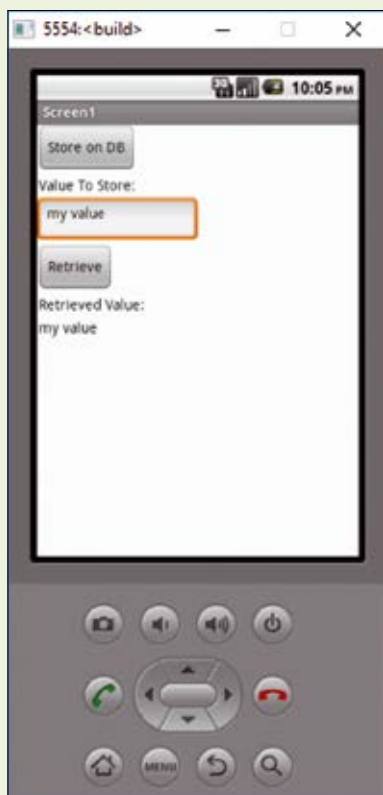 5554:<build>
3G 10:05 PM
Screen1
Store on DB
Value To Store:
my value
Retrieve
Retrieved Value:
my value
MENU